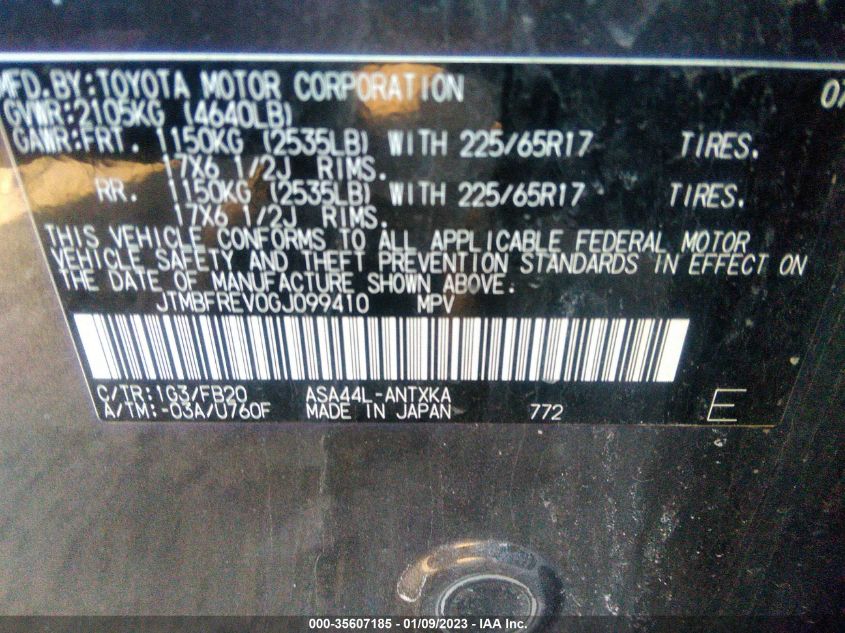 MFD.BY:TOYOTA MOTOR CORPORATION 07
GVWR:2105KG (4640LB)
GAWR:FRT. 1150KG (2535LB) WITH 225/65R17 TIRES.
17X6 1/2J RIMS.
RR. 1150KG (2535LB) WITH 225/65R17 TIRES.
17X6 1/2J RIMS.
THIS VEHICLE CONFORMS TO ALL APPLICABLE FEDERAL MOTOR
VEHICLE SAFETY AND THEFT PREVENTION STANDARDS IN EFFECT ON
THE DATE OF MANUFACTURE SHOWN ABOVE.
JTMBFREV0GJ099410 MPV
C/TR:1G3/FB20 ASA44L-ANTXKA
A/TM:-03A/U760F MADE IN JAPAN 772 E
000-35607185 - 01/09/2023 - IAA Inc.